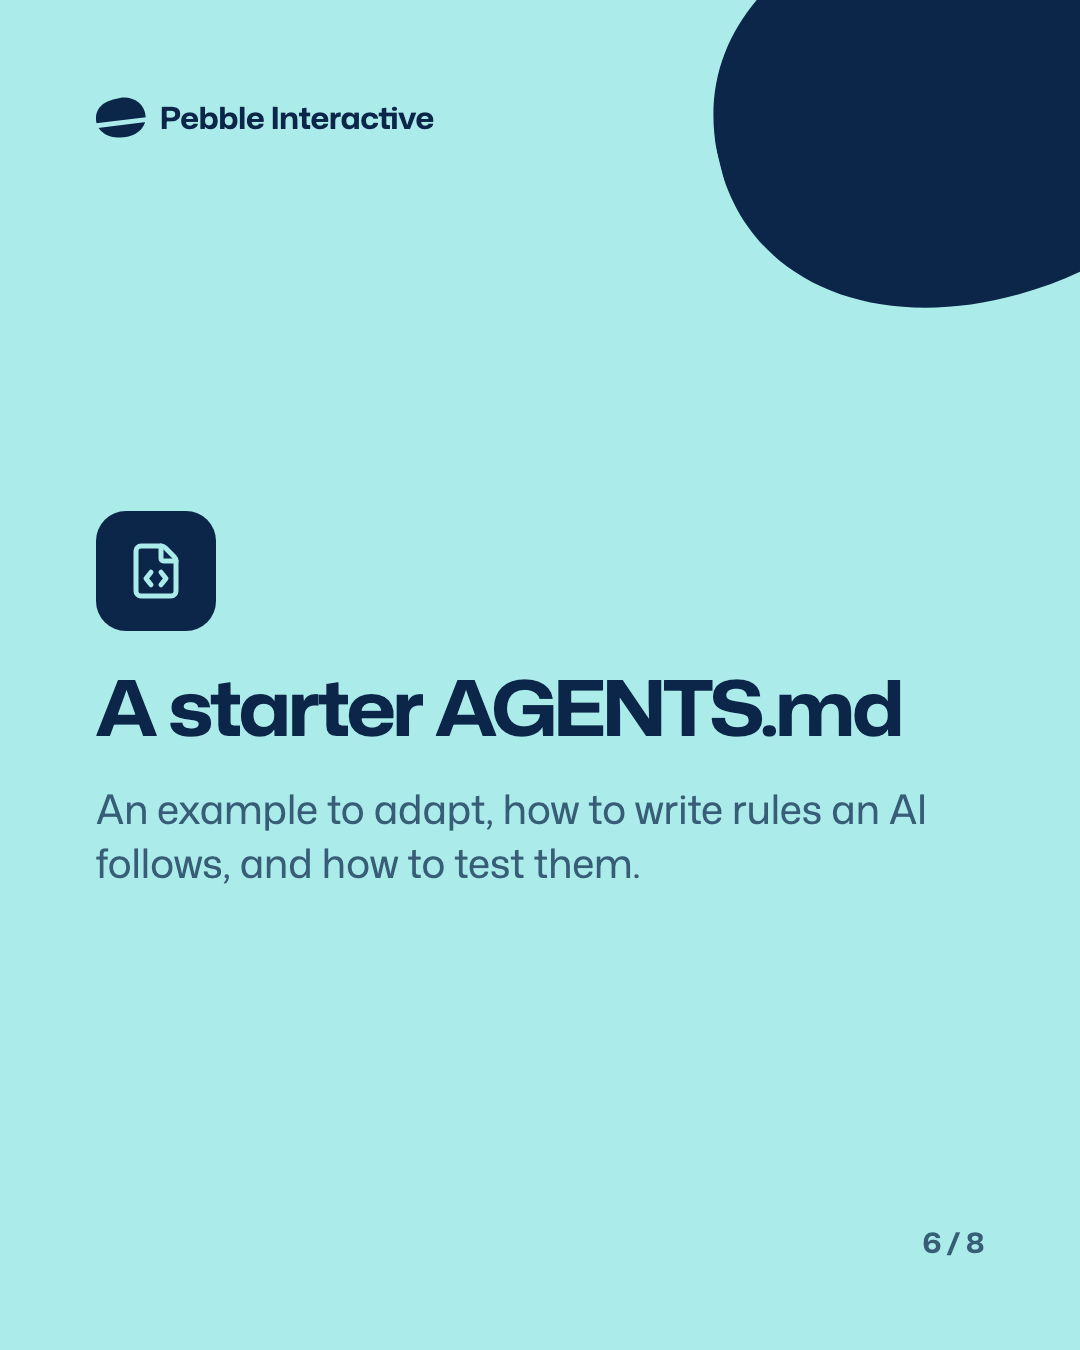 Pebble Interactive
A starter AGENTS.md
An example to adapt, how to write rules an AI
follows, and how to test them.
6 / 8